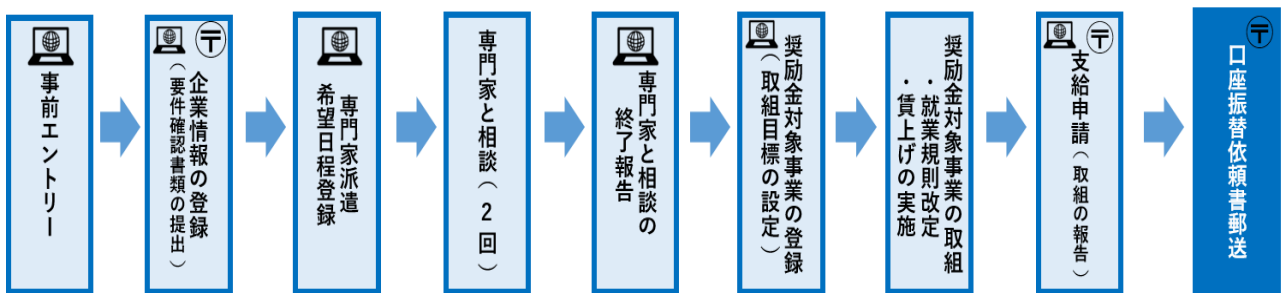 事前エントリー
〒
企業情報の登録
（要件確認書類の提出）
専門家派遣
希望日程登録
専門家と相談（2回）
専門家と相談の
終了報告
奨励金対象事業の登録
（取組目標の設定）
奨励金対象事業の取組
・就業規則改定
・賃上げの実施
〒
支給申請（取組の報告）
〒
口座振替依頼書郵送